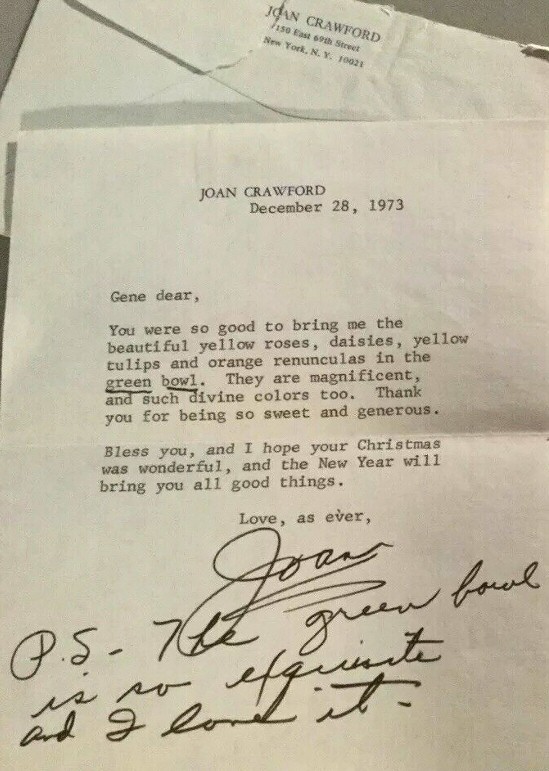 JOAN CRAWFORD
150 East 69th Street
New York, N. Y. 10021
JOAN CRAWFORD
December 28, 1973
Gene dear,
You were so good to bring me the
beautiful yellow roses, daisies, yellow
tulips and orange renunculas in the
green bowl. They are magnificent,
and such divine colors too. Thank
you for being so sweet and generous.
Bless you, and I hope your Christmas
was wonderful, and the New Year will
bring you all good things.
Love, as ever,
Joan
P.S- The green bowl
is so exquisite
and I love it-